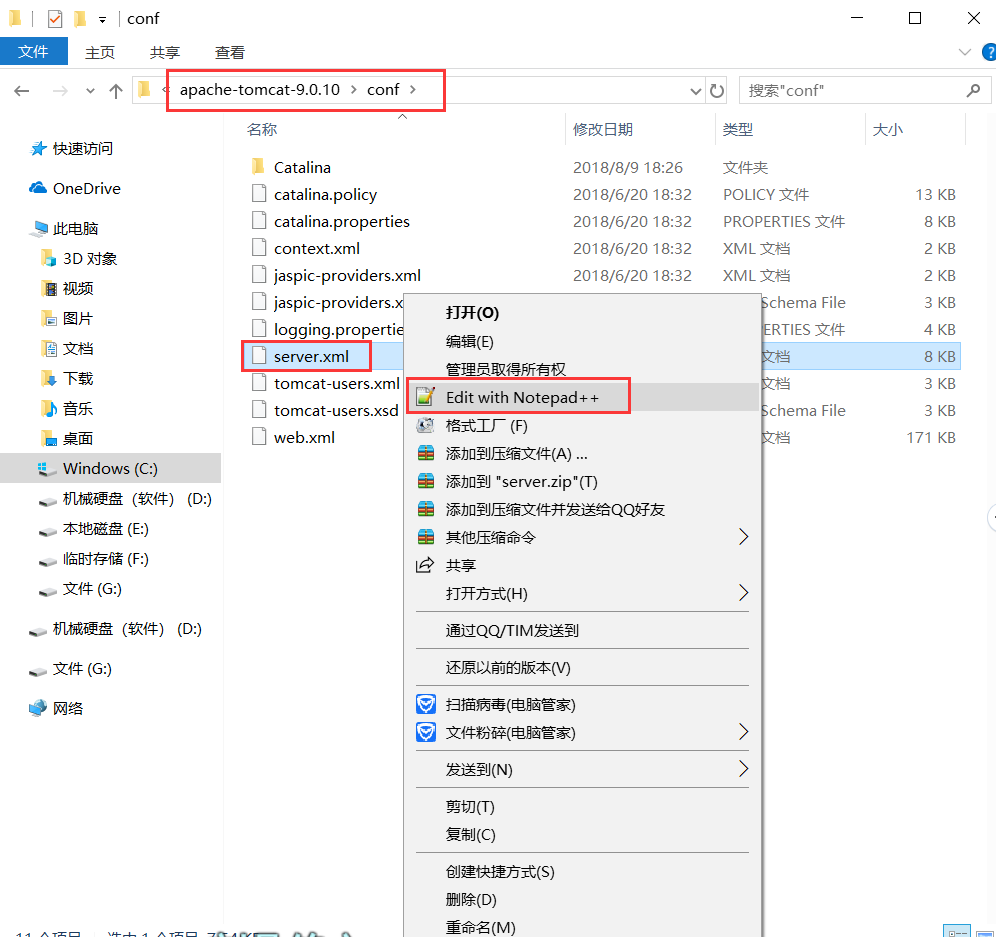 conf
文件 主页 共享 查看
apache-tomcat-9.0.10 conf 搜索"conf"
名称 修改日期 类型 大小
快速访问
OneDrive
此电脑
3D 对象
视频
图片
文档
下载
音乐
桌面
Windows (C:)
机械硬盘（软件） (D:)
本地磁盘 (E:)
临时存储 (F:)
文件 (G:)
机械硬盘（软件） (D:)
文件 (G:)
网络
Catalina 2018/8/9 18:26 文件夹
catalina.policy 2018/6/20 18:32 POLICY 文件 13 KB
catalina.properties 2018/6/20 18:32 PROPERTIES 文件 8 KB
context.xml 2018/6/20 18:32 XML 文档 2 KB
jaspic-providers.xml 2018/6/20 18:32 XML 文档 2 KB
jaspic-providers.x Schema File 3 KB
logging.propertie ERTIES 文件 4 KB
server.xml 文档 8 KB
tomcat-users.xml 文档 3 KB
tomcat-users.xsd Schema File 3 KB
web.xml 文档 171 KB
打开(O)
编辑(E)
管理员取得所有权
Edit with Notepad++
格式工厂 (F)
添加到压缩文件(A) ...
添加到 "server.zip"(T)
添加到压缩文件并发送给QQ好友
其他压缩命令
共享
打开方式(H)
通过QQ/TIM发送到
还原以前的版本(V)
扫描病毒(电脑管家)
文件粉碎(电脑管家)
发送到(N)
剪切(T)
复制(C)
创建快捷方式(S)
删除(D)
重命名(M)
11 个项目 选中 1 个项目